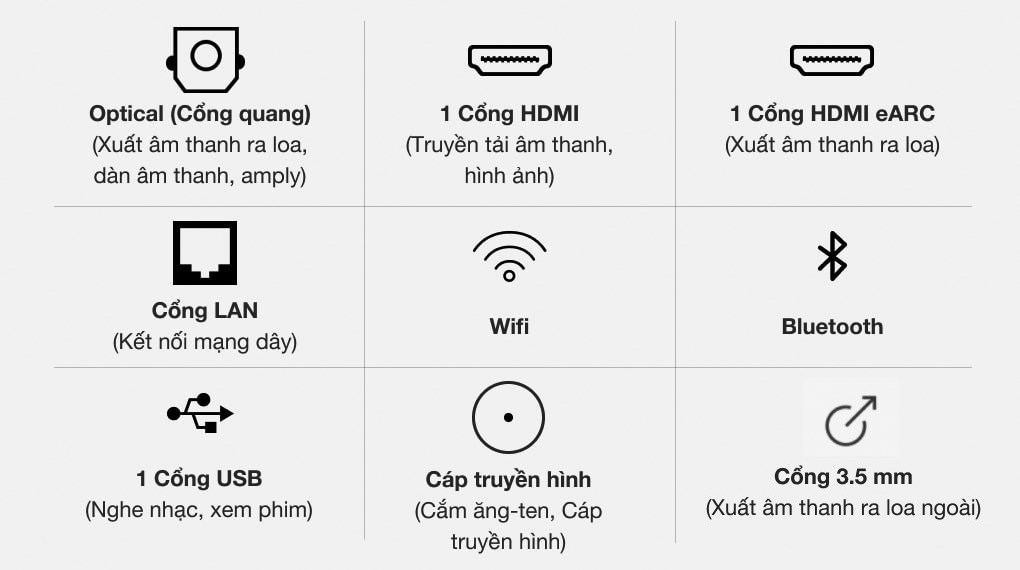 Optical (Cổng quang)
(Xuất âm thanh ra loa,
dàn âm thanh, amply)
1 Cổng HDMI
(Truyền tải âm thanh,
hình ảnh)
1 Cổng HDMI eARC
(Xuất âm thanh ra loa)
Cổng LAN
(Kết nối mạng dây)
Wifi
Bluetooth
1 Cổng USB
(Nghe nhạc, xem phim)
Cáp truyền hình
(Cắm ăng-ten, Cáp
truyền hình)
Cổng 3.5 mm
(Xuất âm thanh ra loa ngoài)